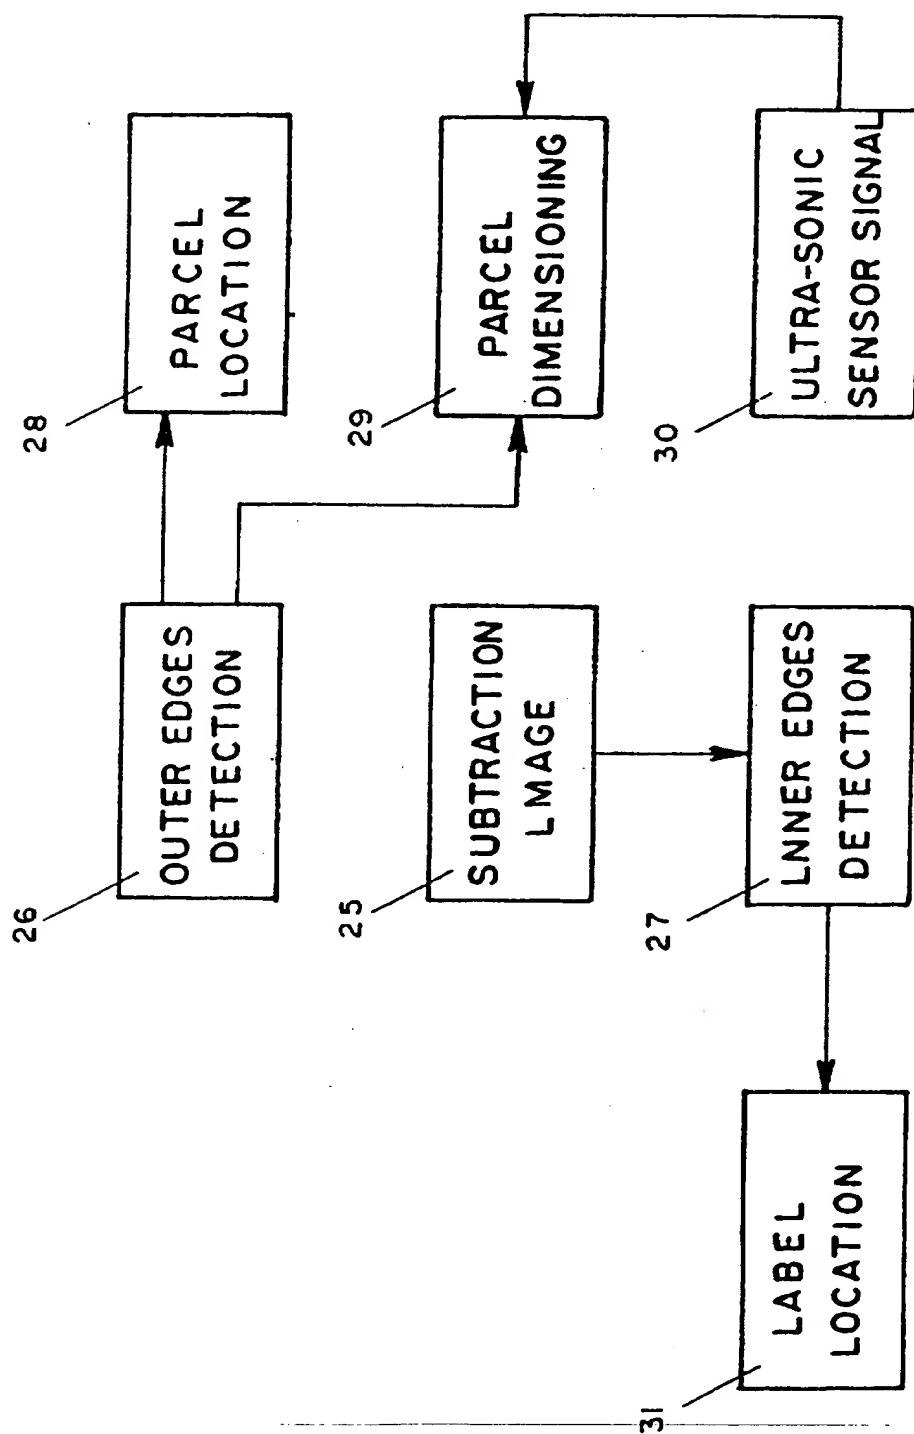 26
OUTER EDGES
DETECTION
28
PARCEL
LOCATION
25
SUBTRACTION
LMAGE
29
PARCEL
DIMENSIONING
31
LABEL
LOCATION
27
LNNER EDGES
DETECTION
30
ULTRA-SONIC
SENSOR SIGNAL